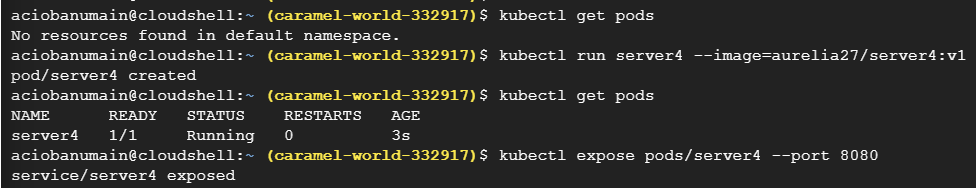 aciobanumain@cloudshell:~ (caramel-world-332917)$ kubectl get pods
No resources found in default namespace.
aciobanumain@cloudshell:~ (caramel-world-332917)$ kubectl run server4 --image=aurelia27/server4:v1
pod/server4 created
aciobanumain@cloudshell:~ (caramel-world-332917)$ kubectl get pods
NAME      READY   STATUS    RESTARTS   AGE
server4   1/1     Running   0          3s
aciobanumain@cloudshell:~ (caramel-world-332917)$ kubectl expose pods/server4 --port 8080
service/server4 exposed